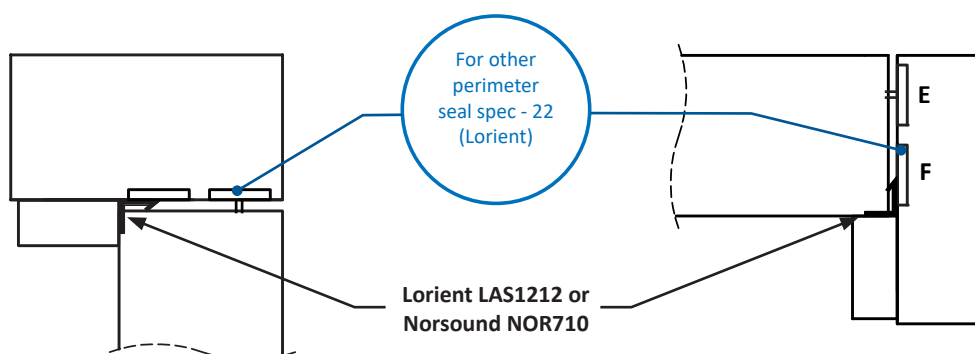 For other
perimeter
seal spec - 22
(Lorient)
E
F
Lorient LAS1212 or
Norsound NOR710